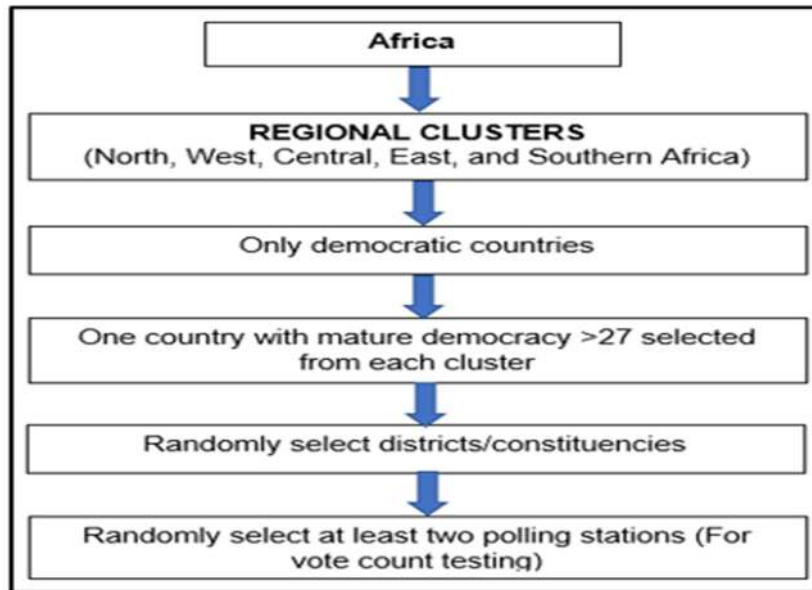 Africa
REGIONAL CLUSTERS
(North, West, Central, East, and Southern Africa)
Only democratic countries
One country with mature democracy >27 selected
from each cluster
Randomly select districts/constituencies
Randomly select at least two polling stations (For
vote count testing)